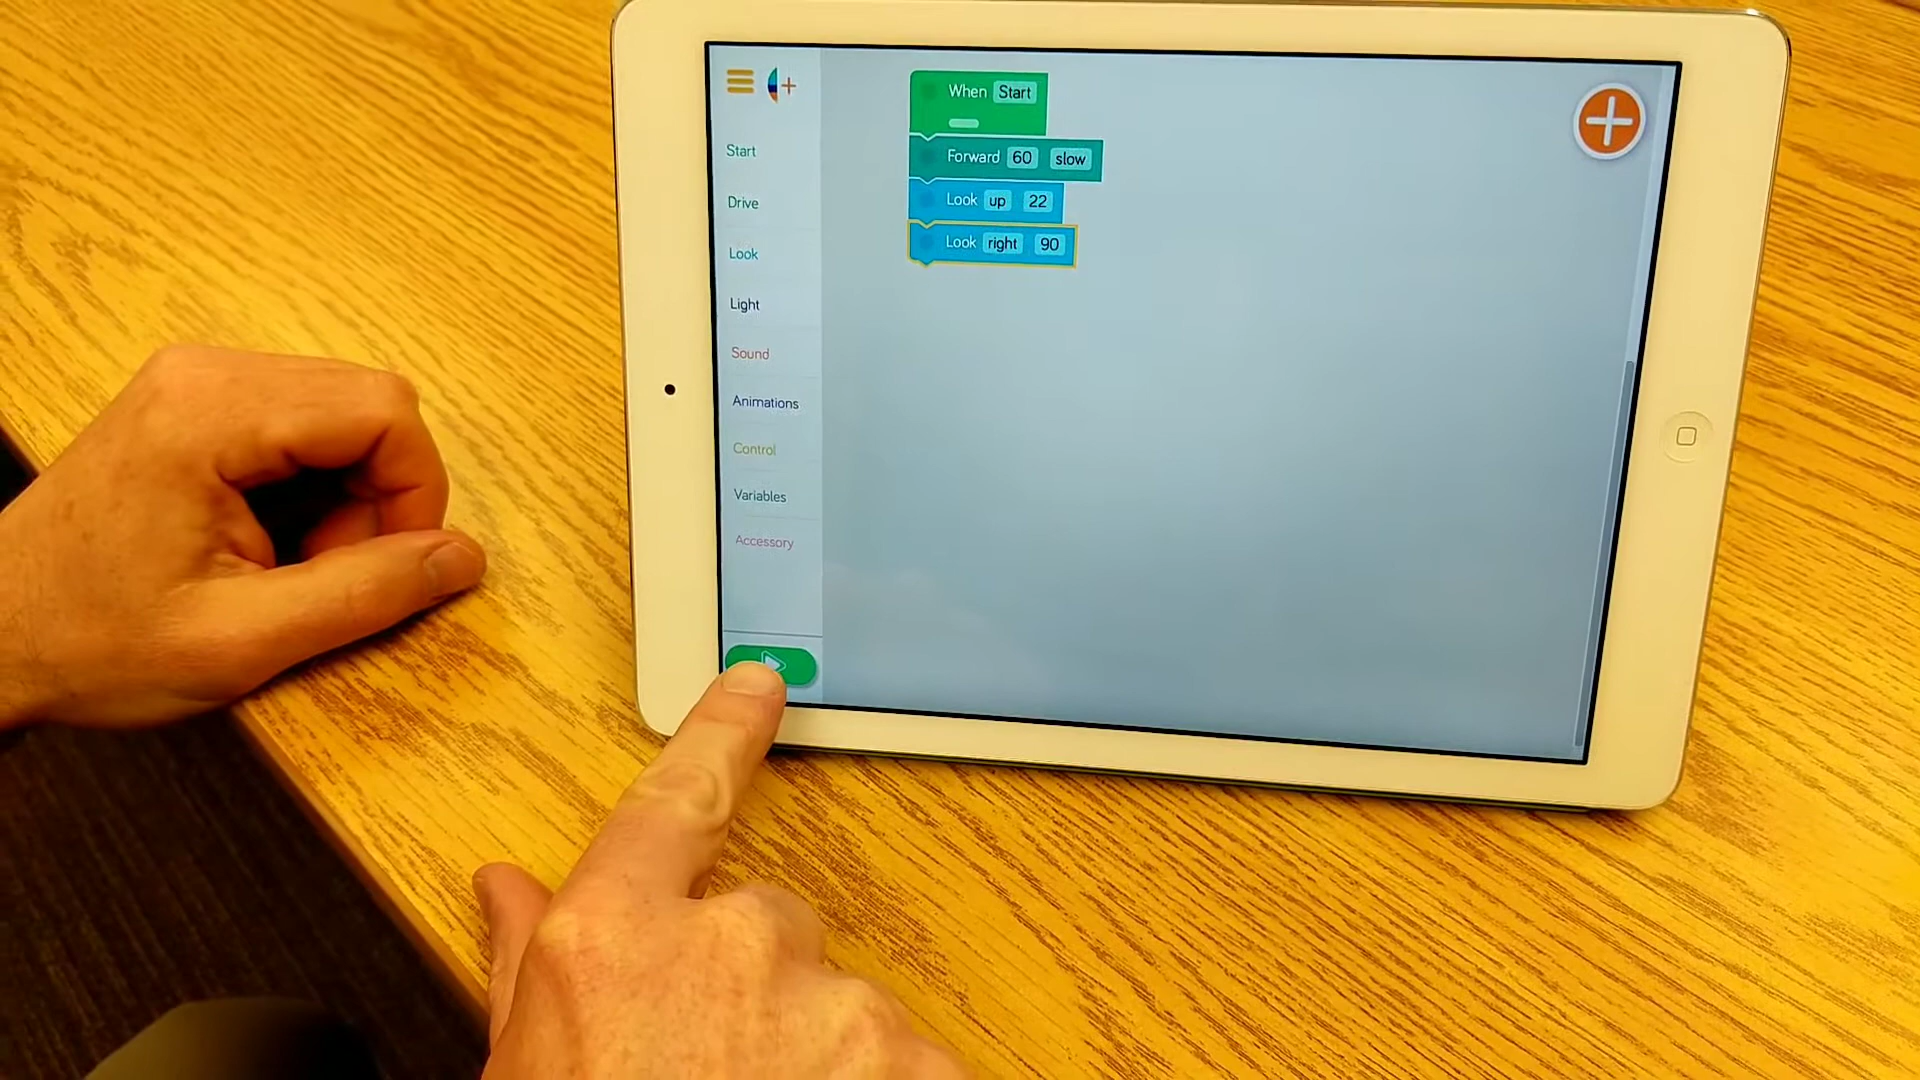 Start
Drive
Look
Light
Sound
Animations
Control
Variables
Accessory
When Start
Forward 60 slow
Look up 22
Look right 90